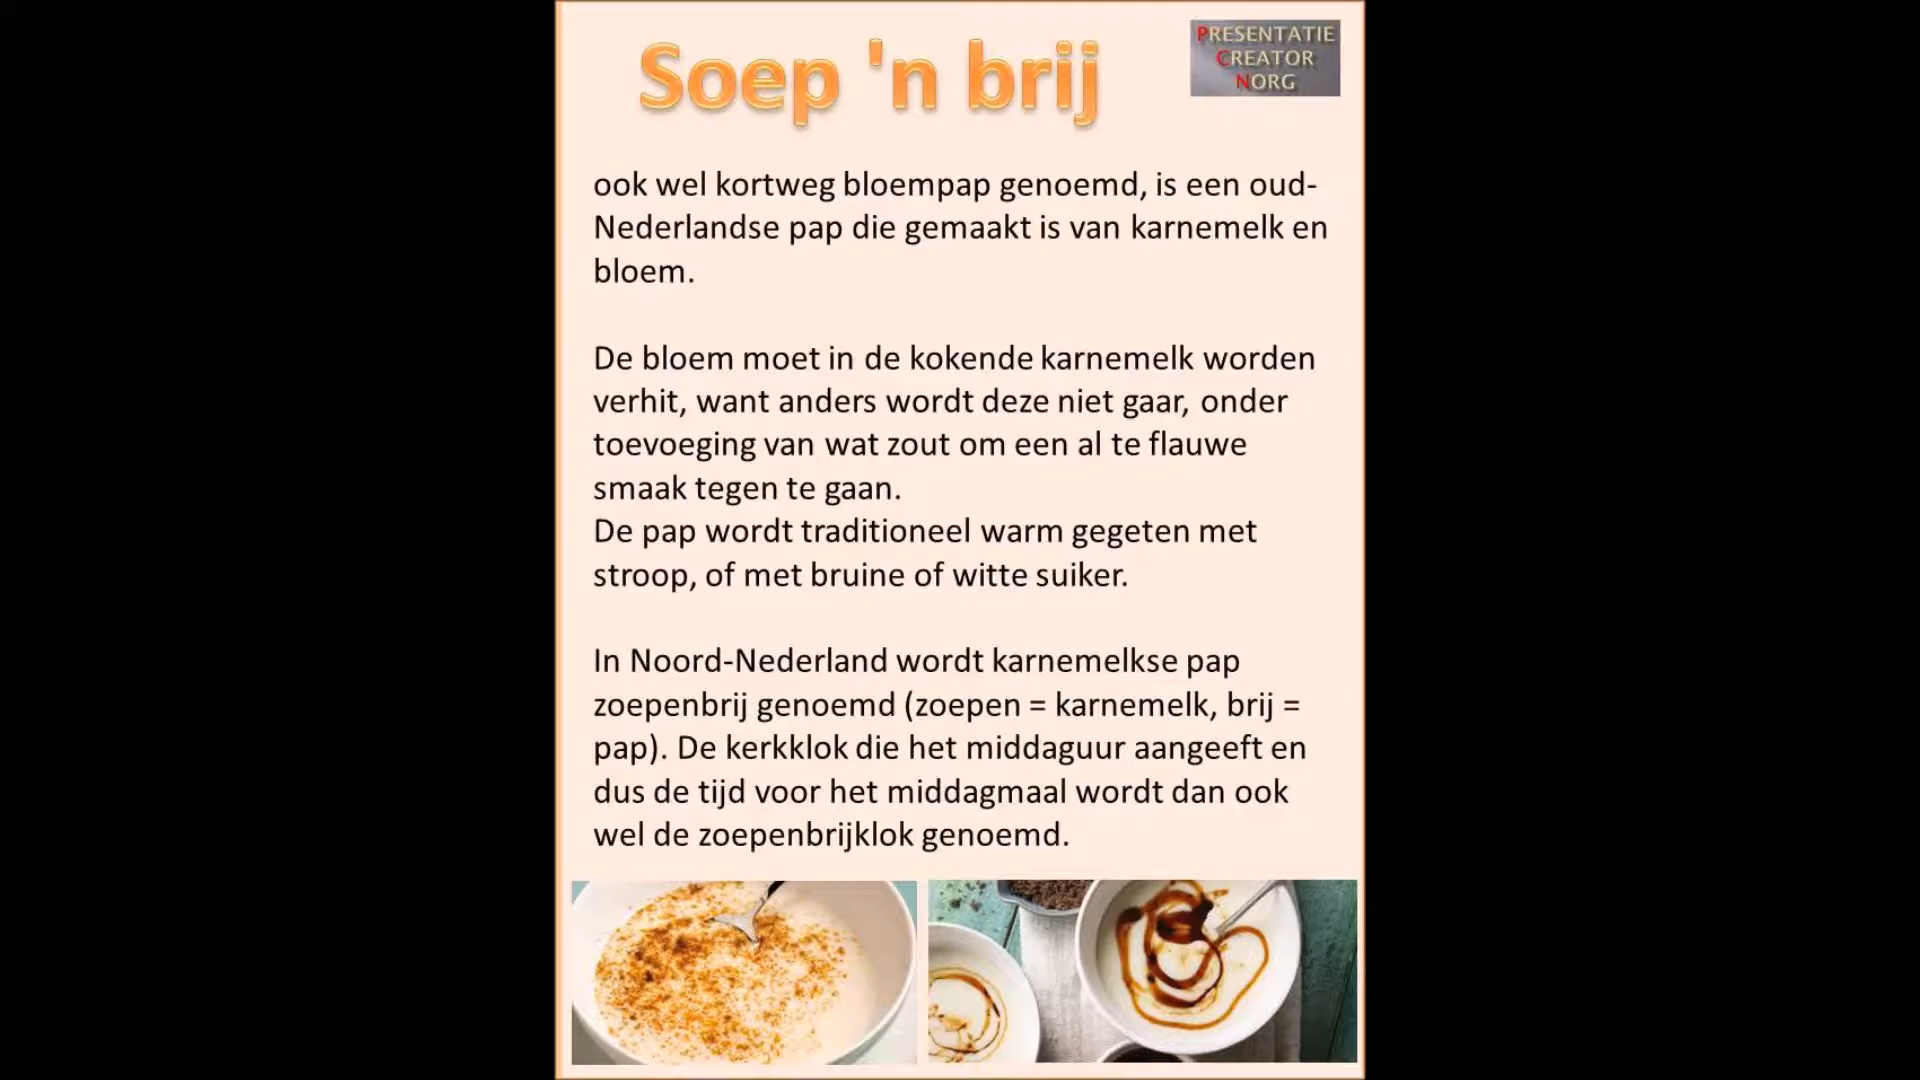 Soep 'n brij
PRESENTATIE
CREATOR
NORG
ook wel kortweg bloempap genoemd, is een oud-
Nederlandse pap die gemaakt is van karnemelk en
bloem.
De bloem moet in de kokende karnemelk worden
verhit, want anders wordt deze niet gaar, onder
toevoeging van wat zout om een al te flauwe
smaak tegen te gaan.
De pap wordt traditioneel warm gegeten met
stroop, of met bruine of witte suiker.
In Noord-Nederland wordt karnemelkse pap
zoepenbrij genoemd (zoepen = karnemelk, brij =
pap). De kerkklok die het middaguur aangeeft en
dus de tijd voor het middagmaal wordt dan ook
wel de zoepenbrijklok genoemd.